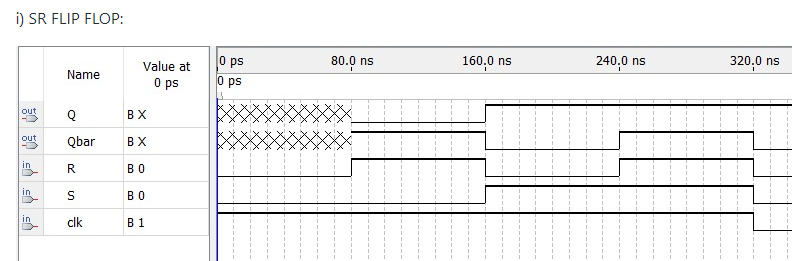 i) SR FLIP FLOP:
Name Value at 0 ps 0 ps 80.0 ns 160.0 ns 240.0 ns 320.0 ns
0 ps
out Q B X
out Qbar B X
in R B 0
in S B 0
in clk B 1